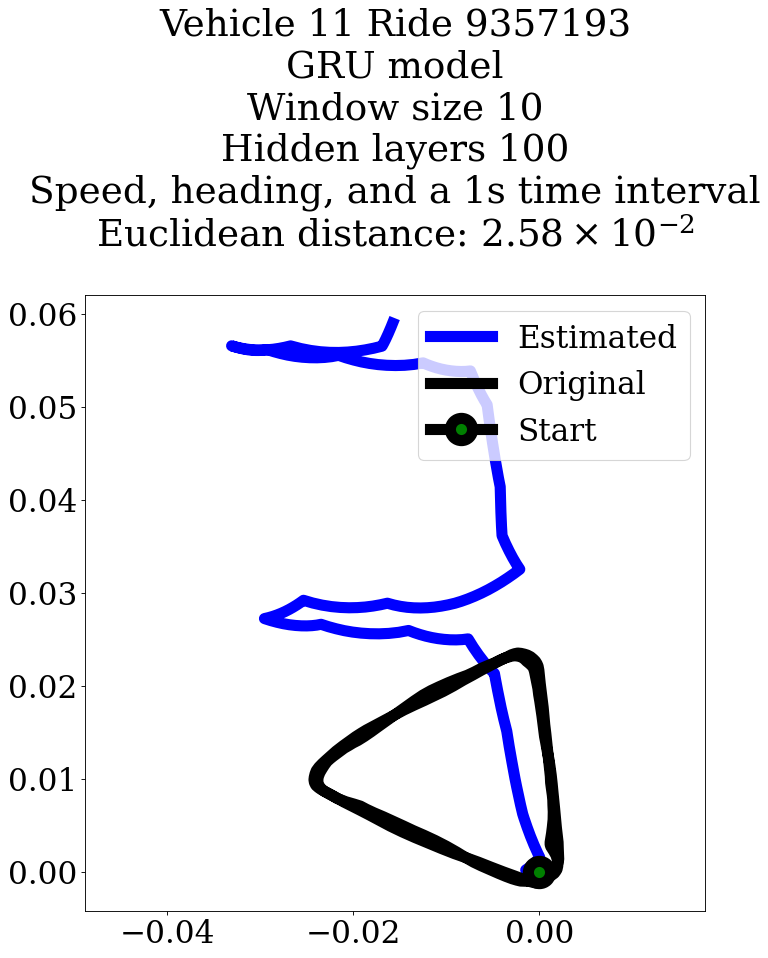 Vehicle 11 Ride 9357193
GRU model
Window size 10
Hidden layers 100
Speed, heading, and a 1s time interval
Euclidean distance: 2.58 × 10⁻²
Estimated
Original
Start
0.06
0.05
0.04
0.03
0.02
0.01
0.00
−0.04 −0.02 0.00